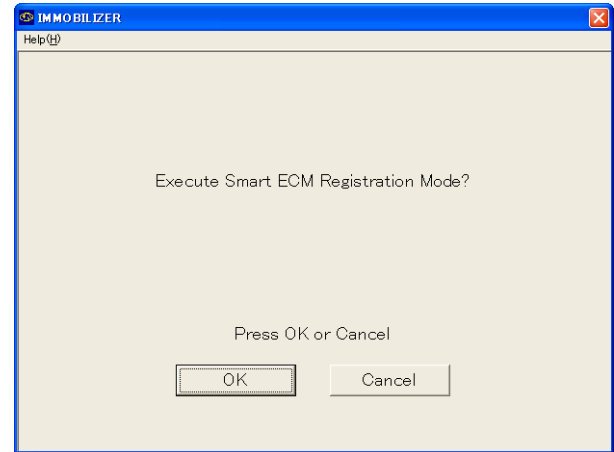 IMMOBILIZER
Help(H)
Execute Smart ECM Registration Mode?
Press OK or Cancel
OK Cancel